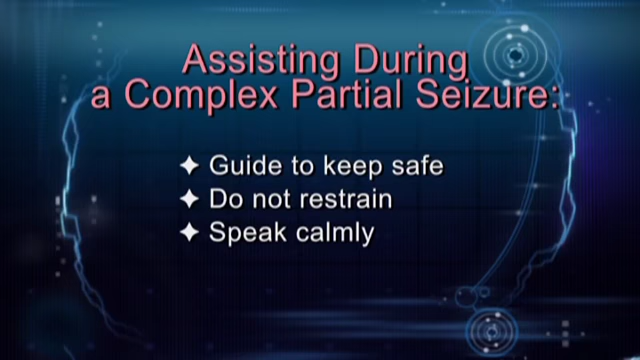 Assisting During
a Complex Partial Seizure:
✦ Guide to keep safe
✦ Do not restrain
✦ Speak calmly